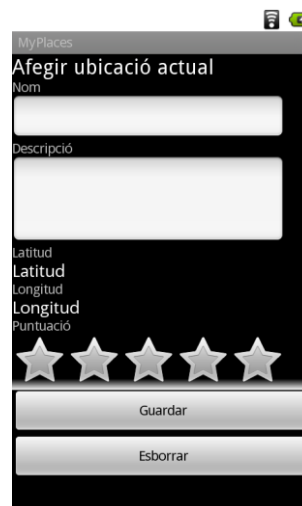 MyPlaces
Afegir ubicació actual
Nom
Descripció
Latitud
Latitud
Longitud
Longitud
Puntuació
Guardar
Esborrar